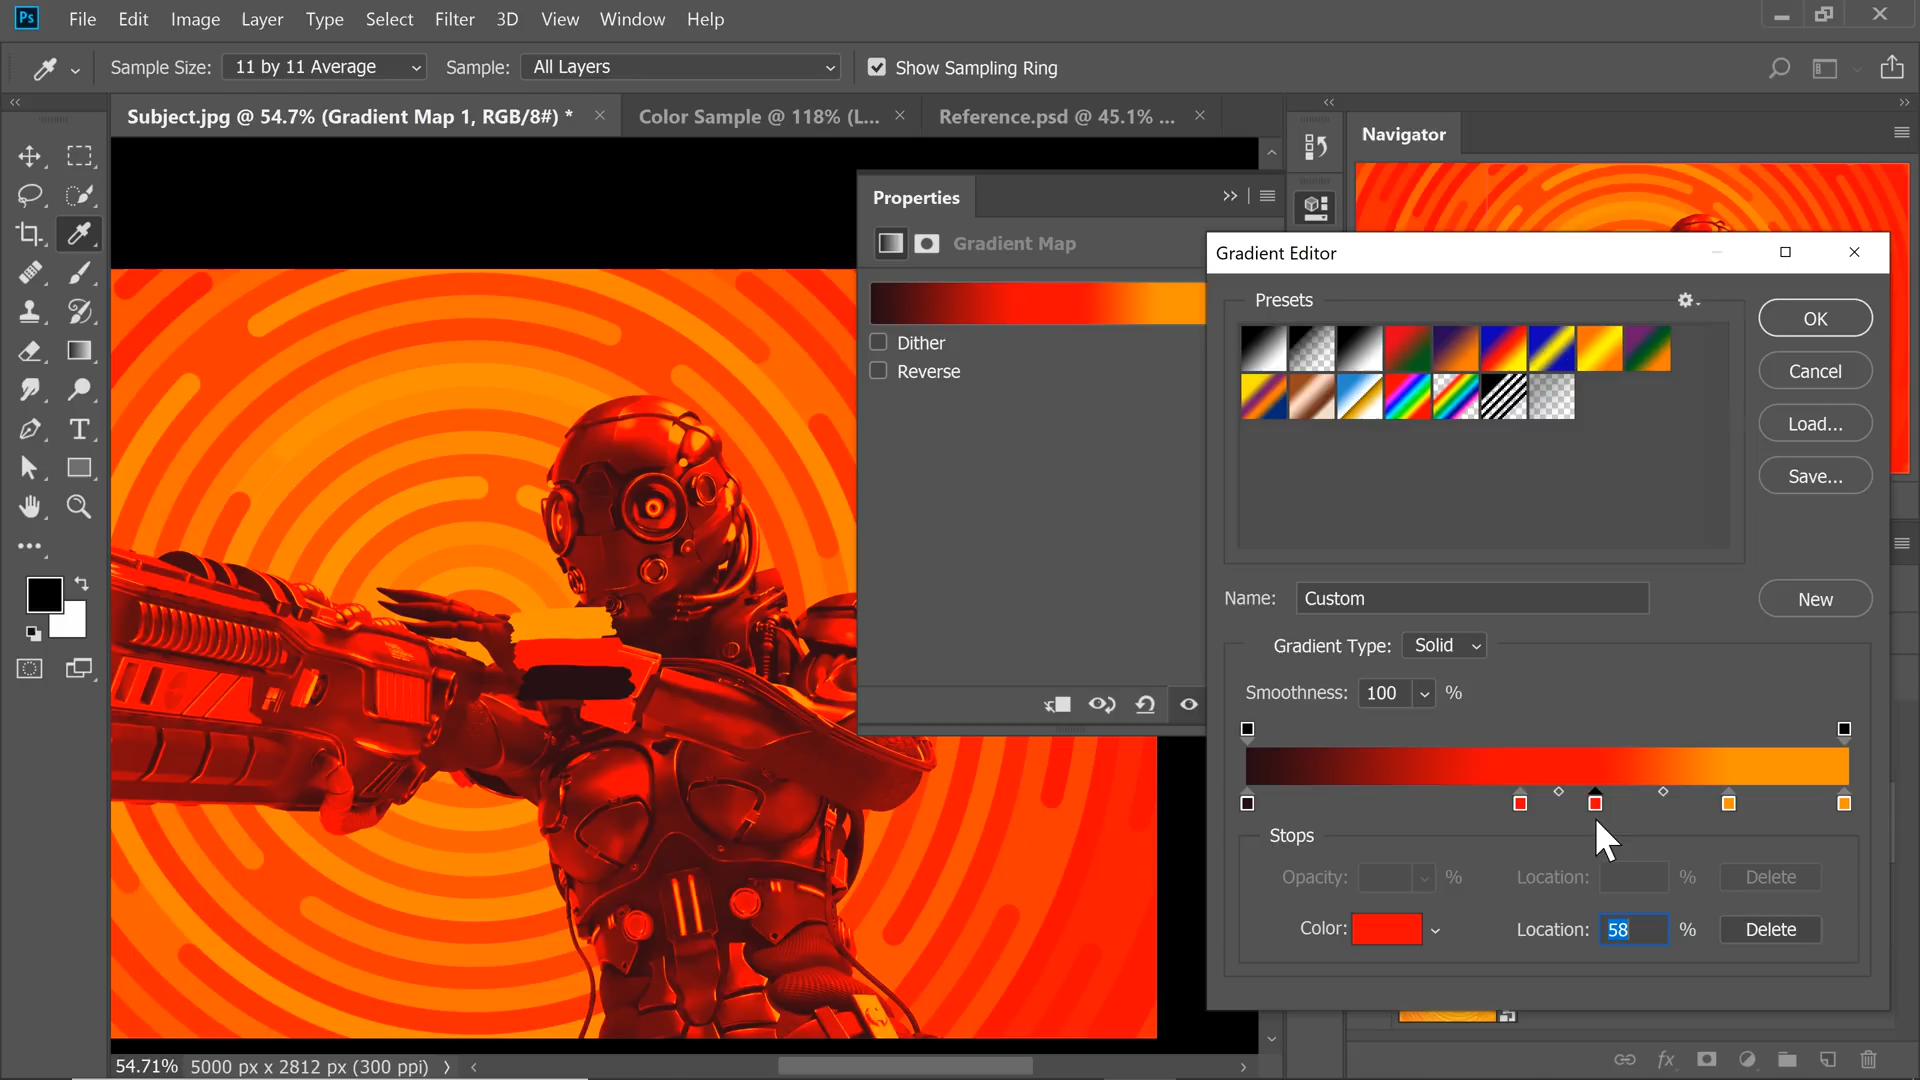 Ps File Edit Image Layer Type Select Filter 3D View Window Help
Sample Size: 11 by 11 Average Sample: All Layers Show Sampling Ring
Subject.jpg @ 54.7% (Gradient Map 1, RGB/8#) * Color Sample @ 118% (L... Reference.psd @ 45.1% ...
Navigator
Properties
Gradient Map
Dither
Reverse
Gradient Editor
Presets
OK
Cancel
Load...
Save...
Name: Custom New
Gradient Type: Solid
Smoothness: 100 %
Stops
Opacity: % Location: % Delete
Color: Location: 58 % Delete
54.71% 5000 px x 2812 px (300 ppi)
fx